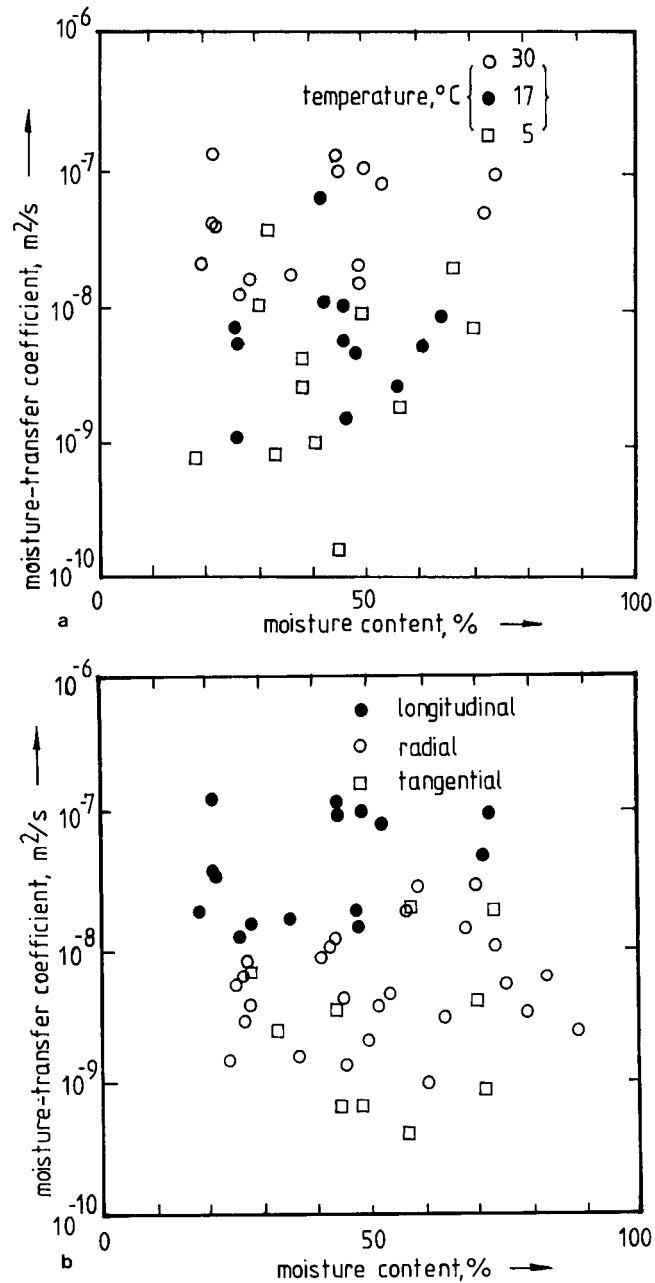 10-6
30
temperature, °C
17
5
moisture-transfer coefficient, m2/s
10-7
10-8
10-9
10-10
0
50
100
a
moisture content, %
10-6
longitudinal
radial
tangential
moisture-transfer coefficient, m2/s
10-7
10-8
10-9
10-10
0
50
100
b
moisture content, %